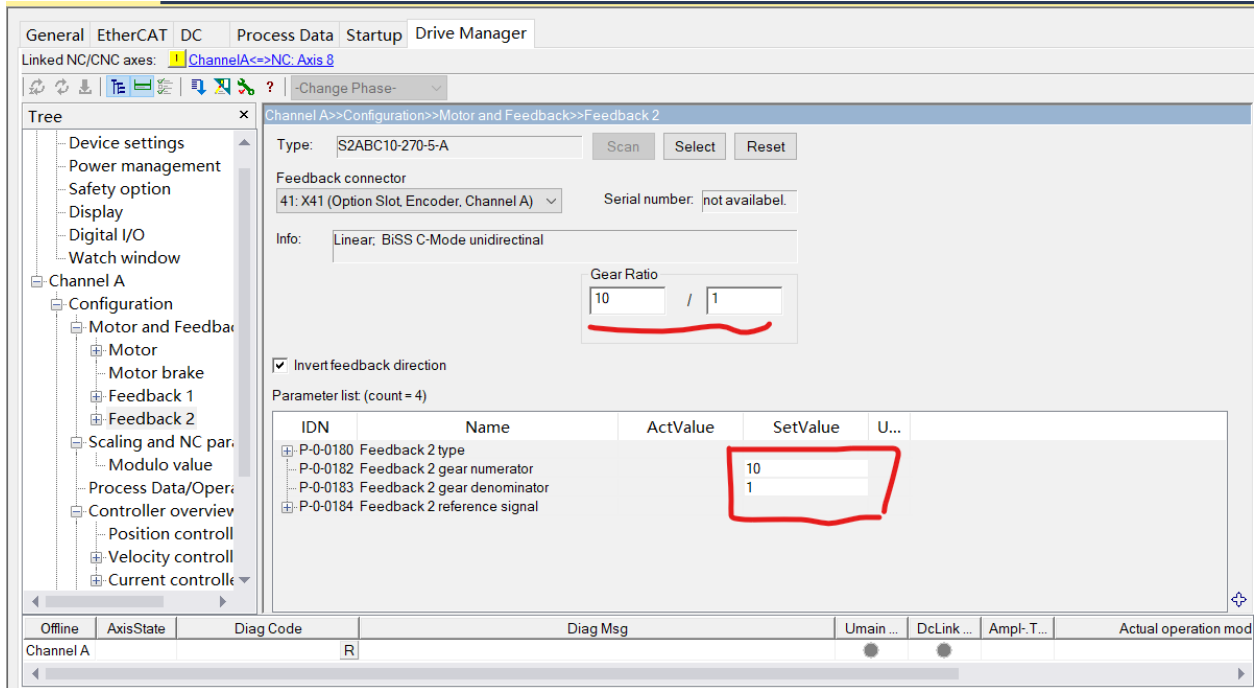 General EtherCAT DC Process Data Startup Drive Manager
Linked NC/CNC axes: ! ChannelA<=>NC: Axis 8
? -Change Phase-
Tree ×
Channel A>>Configuration>>Motor and Feedback>>Feedback 2
Device settings
Power management
Safety option
Display
Digital I/O
Watch window
Channel A
Configuration
Motor and Feedba
Motor
Motor brake
Feedback 1
Feedback 2
Scaling and NC para
Modulo value
Process Data/Opera
Controller overview
Position controll
Velocity controll
Current controlle
Type: S2ABC10-270-5-A Scan Select Reset
Feedback connector
41: X41 (Option Slot, Encoder, Channel A) Serial number: not availabel.
Info: Linear; BiSS C-Mode unidirectinal
Gear Ratio
10 / 1
Invert feedback direction
Parameter list: (count = 4)
IDN Name ActValue SetValue U...
P-0-0180 Feedback 2 type
P-0-0182 Feedback 2 gear numerator 10
P-0-0183 Feedback 2 gear denominator 1
P-0-0184 Feedback 2 reference signal
Offline AxisState Diag Code Diag Msg Umain ... DcLink ... Ampl-.T... Actual operation mod
Channel A R